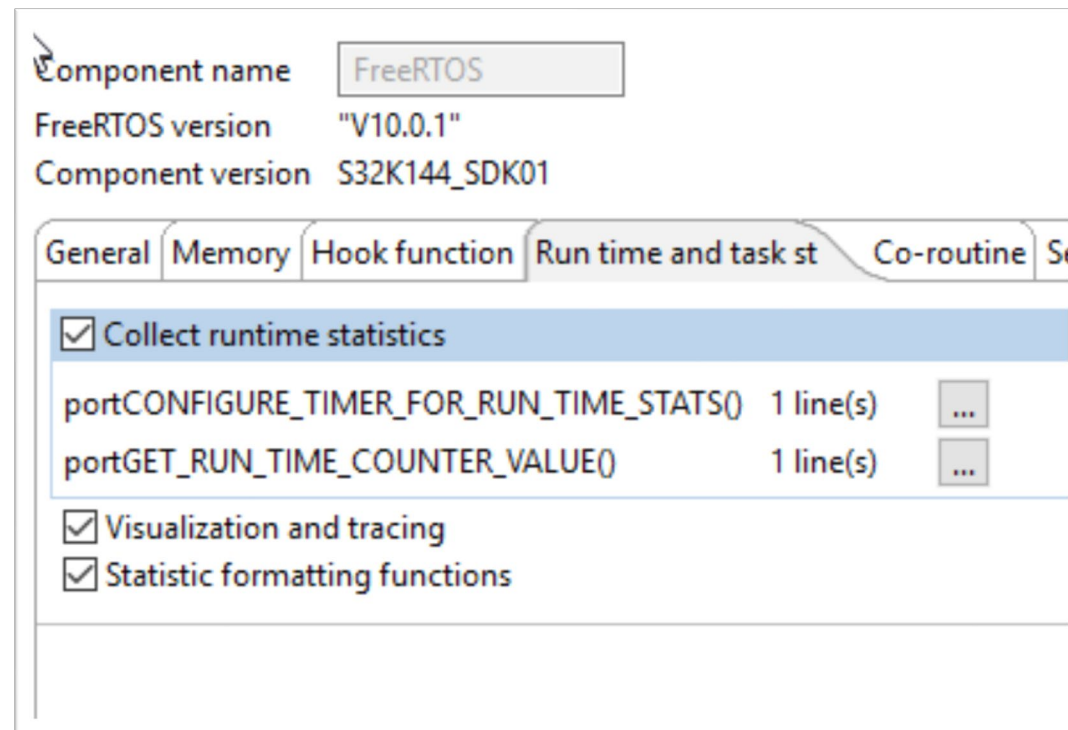 Component name FreeRTOS
FreeRTOS version "V10.0.1"
Component version S32K144_SDK01
General Memory Hook function Run time and task st Co-routine
Collect runtime statistics
portCONFIGURE_TIMER_FOR_RUN_TIME_STATS() 1 line(s) ...
portGET_RUN_TIME_COUNTER_VALUE() 1 line(s) ...
Visualization and tracing
Statistic formatting functions